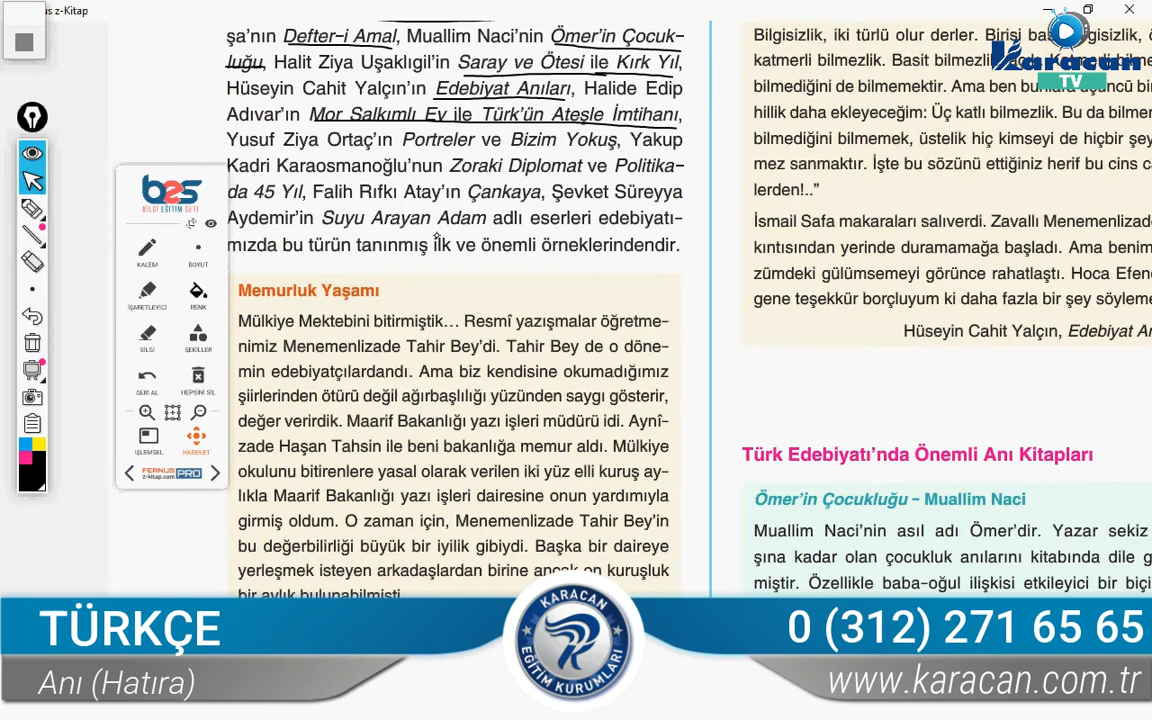 us z-Kitap
şa’nın Defter-i Amal, Muallim Naci’nin Ömer’in Çocuk-
luğu, Halit Ziya Uşaklıgil’in Saray ve Ötesi ile Kırk Yıl,
Hüseyin Cahit Yalçın’ın Edebiyat Anıları, Halide Edip
Adıvar’ın Mor Salkımlı Ev ile Türk’ün Ateşle İmtihanı,
Yusuf Ziya Ortaç’ın Portreler ve Bizim Yokuş, Yakup
Kadri Karaosmanoğlu’nun Zoraki Diplomat ve Politika-
da 45 Yıl, Falih Rıfkı Atay’ın Çankaya, Şevket Süreyya
Aydemir’in Suyu Arayan Adam adlı eserleri edebiyatı-
mızda bu türün tanınmış ilk ve önemli örneklerindendir.
Memurluk Yaşamı
Mülkiye Mektebini bitirmiştik… Resmî yazışmalar öğretme-
nimiz Menemenlizade Tahir Bey’di. Tahir Bey de o döne-
min edebiyatçılardandı. Ama biz kendisine okumadığımız
şiirlerinden ötürü değil ağırbaşlılığı yüzünden saygı gösterir,
değer verirdik. Maarif Bakanlığı yazı işleri müdürü idi. Aynî-
zade Haşan Tahsin ile beni bakanlığa memur aldı. Mülkiye
okulunu bitirenlere yasal olarak verilen iki yüz elli kuruş ay-
lıkla Maarif Bakanlığı yazı işleri dairesine onun yardımıyla
girmiş oldum. O zaman için, Menemenlizade Tahir Bey’in
bu değerbilirliği büyük bir iyilik gibiydi. Başka bir daireye
yerleşmek isteyen arkadaşlardan birine ancak on kuruşluk
bir aylık bulunabilmişti
Bilgisizlik, iki türlü olur derler. Birisi
katmerli bilmezlik. Basit bilmezlik
bilmediğini de bilmemektir. Ama ben
hillik daha ekleyeceğim: Üç katlı bilmezlik. Bu da bilme
bilmediğini bilmemek, üstelik hiç kimseyi de hiçbir şey
mez sanmaktır. İşte bu sözünü ettiğiniz herif bu cins ca
lerden!..”
İsmail Safa makaraları salıverdi. Zavallı Menemenlizade
kıntısından yerinde duramamağa başladı. Ama benim
zümdeki gülümsemeyi görünce rahatlaştı. Hoca Efen
gene teşekkür borçluyum ki daha fazla bir şey söyleme
Hüseyin Cahit Yalçın, Edebiyat An
Türk Edebiyatı’nda Önemli Anı Kitapları
Ömer’in Çocukluğu – Muallim Naci
Muallim Naci’nin asıl adı Ömer’dir. Yazar sekiz
şına kadar olan çocukluk anılarını kitabında dile g
miştir. Özellikle baba-oğul ilişkisi etkileyici bir biçi
Karacan
TV
bes
BİLGİ EĞİTİM SETİ
KALEM
BOYUT
İŞARETLEYİCİ
RENK
SİLGİ
ŞEKİLLER
GERİ AL
HEPSİNİ SİL
İŞLEMSEL
HAREKET
FERNUS PRO
z-kitap.com
TÜRKÇE
Anı (Hatıra)
KARACAN
EĞİTİM KURUMLARI
0 (312) 271 65 65
www.karacan.com.tr